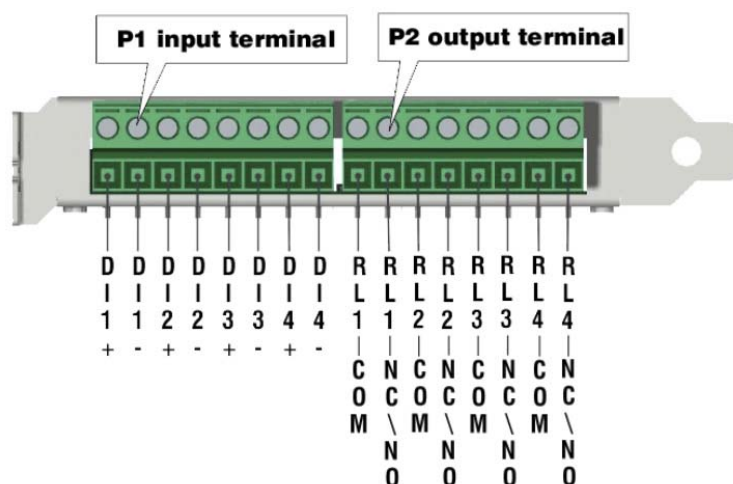 P1 input terminal
P2 output terminal
DI1+
DI1-
DI2+
DI2-
DI3+
DI3-
DI4+
DI4-
RL1-COM
RL1-NC\NO
RL2-COM
RL2-NC\NO
RL3-COM
RL3-NC\NO
RL4-COM
RL4-NC\NO